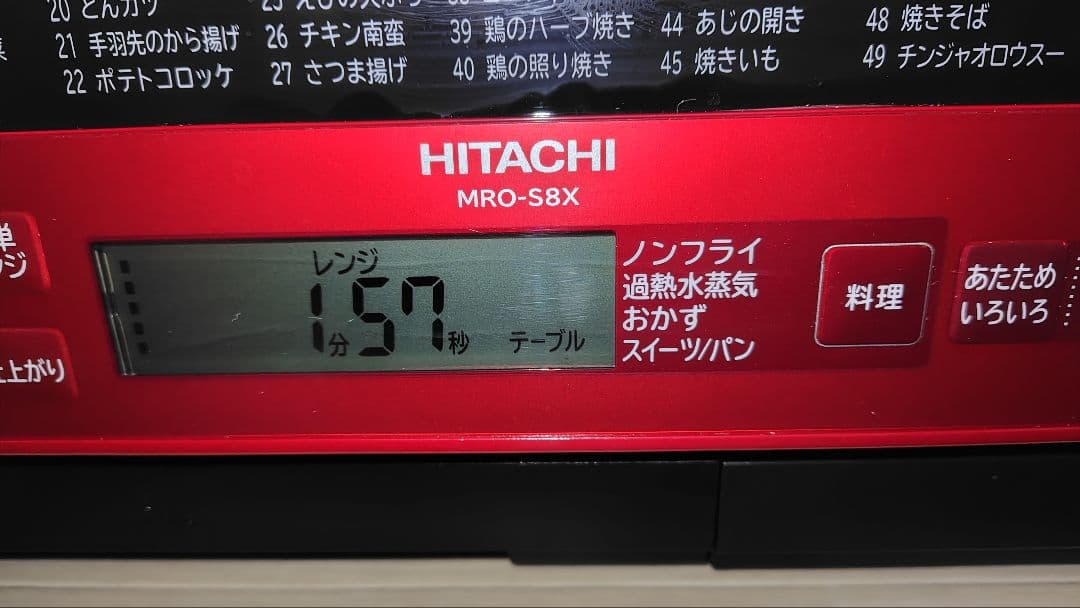 20 とんカツ
21 手羽先のから揚げ
22 ポテトコロッケ
26 チキン南蛮
27 さつま揚げ
39 鶏のハーブ焼き
40 鶏の照り焼き
44 あじの開き
45 焼きいも
48 焼きそば
49 チンジャオロウスー
HITACHI
MRO-S8X
レンジ
1分57秒
テーブル
ノンフライ
過熱水蒸気
おかず
スイーツ/パン
料理
あたため
いろいろ
上がり